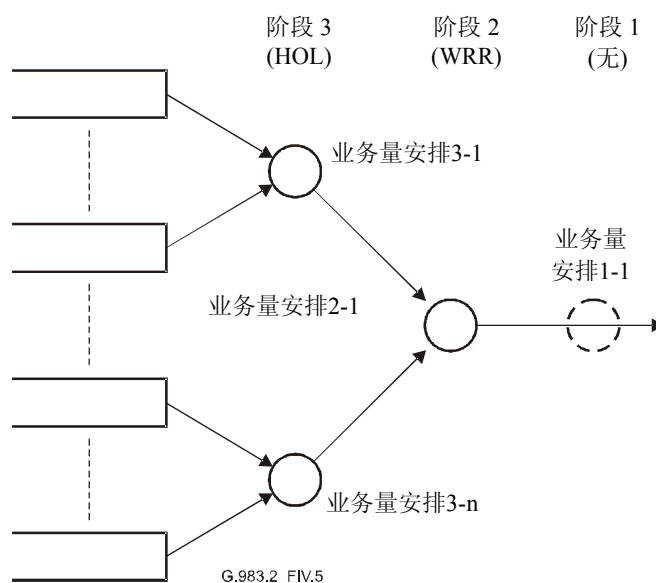 阶段 3
(HOL)
阶段 2
(WRR)
阶段 1
(无)
业务量安排3-1
业务量
安排1-1
业务量安排2-1
业务量安排3-n
G.983.2_FIV.5